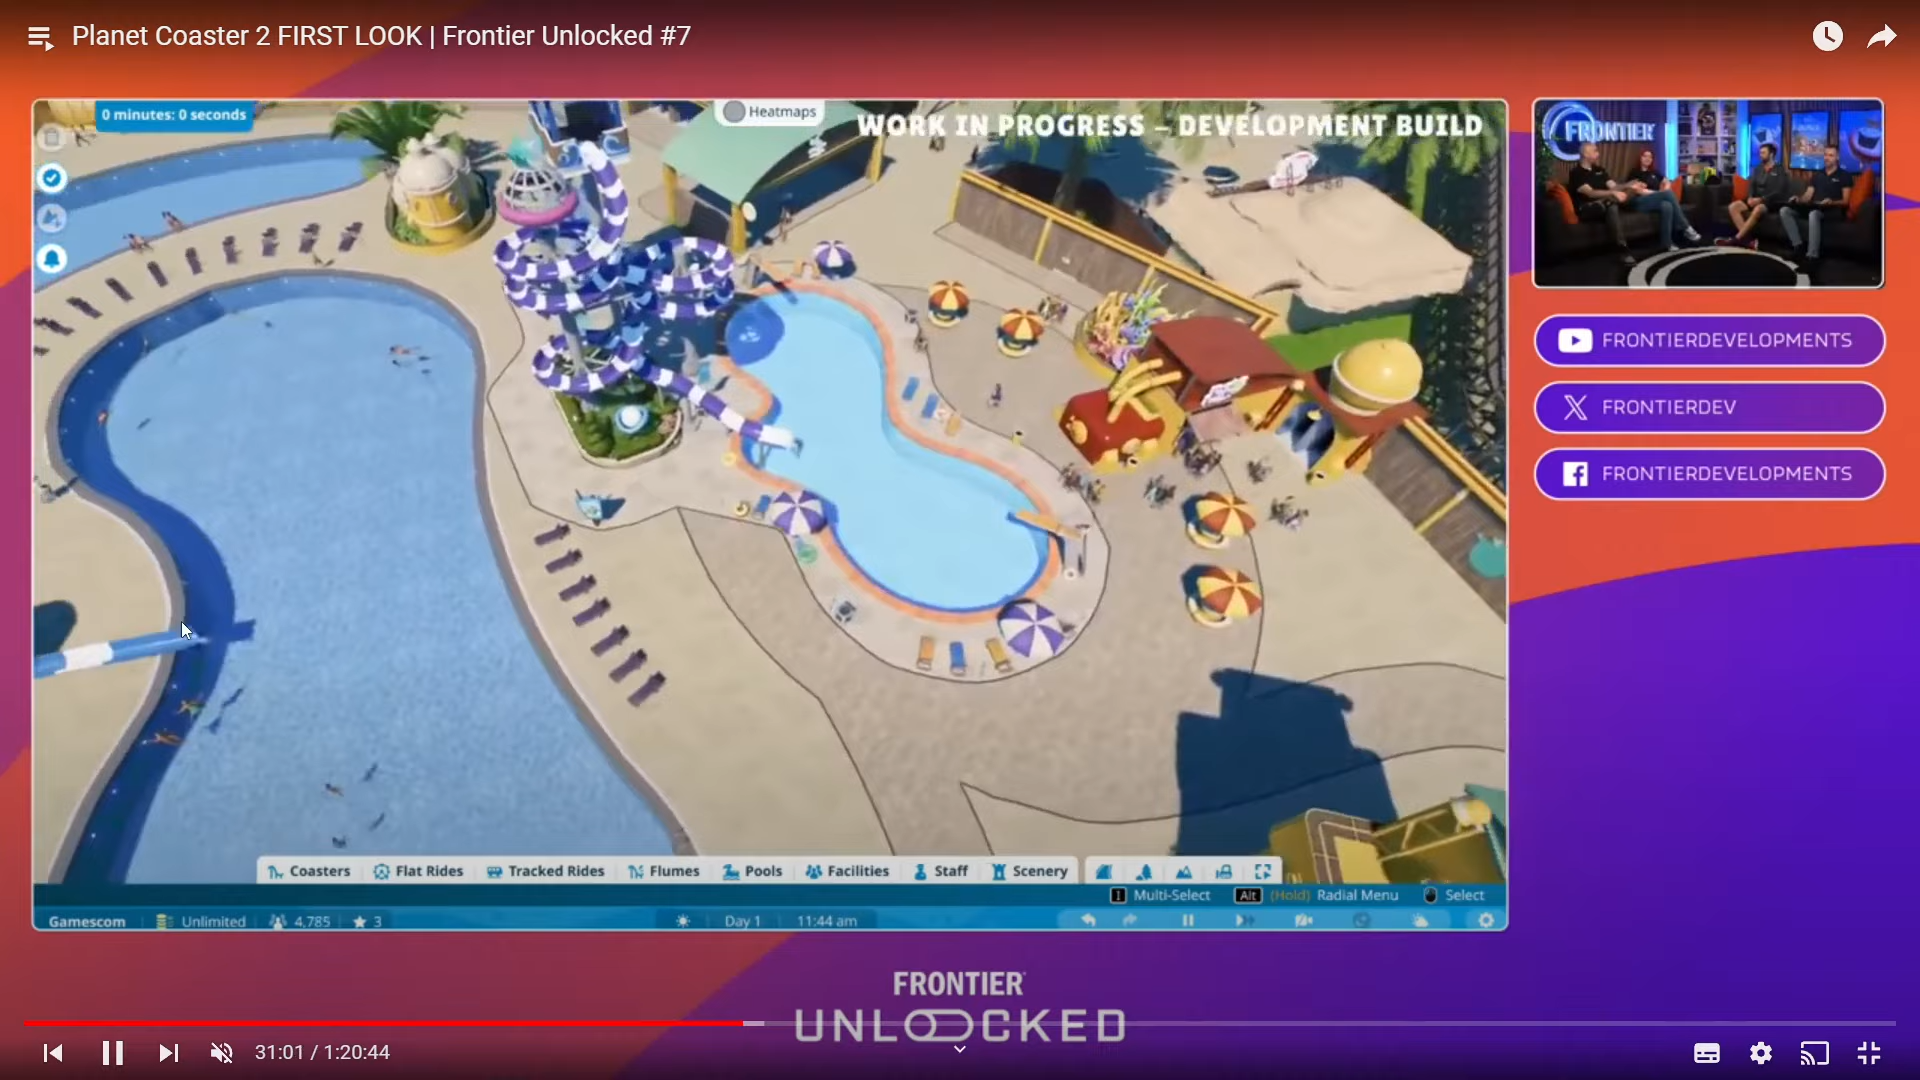 Planet Coaster 2 FIRST LOOK | Frontier Unlocked #7
0 minutes: 0 seconds
Heatmaps
WORK IN PROGRESS – DEVELOPMENT BUILD
FRONTIER
FRONTIERDEVELOPMENTS
FRONTIERDEV
FRONTIERDEVELOPMENTS
Coasters Flat Rides Tracked Rides Flumes Pools Facilities Staff Scenery
Multi-Select Alt (Hold) Radial Menu Select
Gamescom Unlimited 4,785 3 Day 1 11:44 am
FRONTIER
UNLOCKED
31:01 / 1:20:44